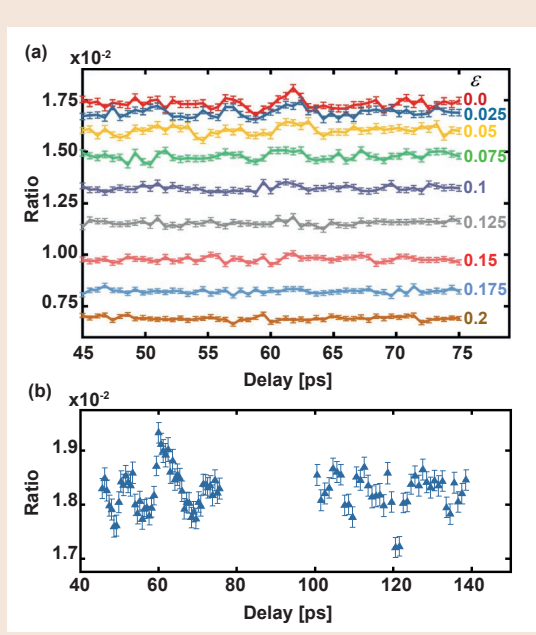 (a)
x10⁻²
ε
1.75
0.0
0.025
0.05
1.50
0.075
0.1
1.25
0.125
1.00
0.15
0.175
0.75
0.2
Ratio
45 50 55 60 65 70 75
Delay [ps]
(b)
x10⁻²
1.9
1.8
1.7
Ratio
40 60 80 100 120 140
Delay [ps]